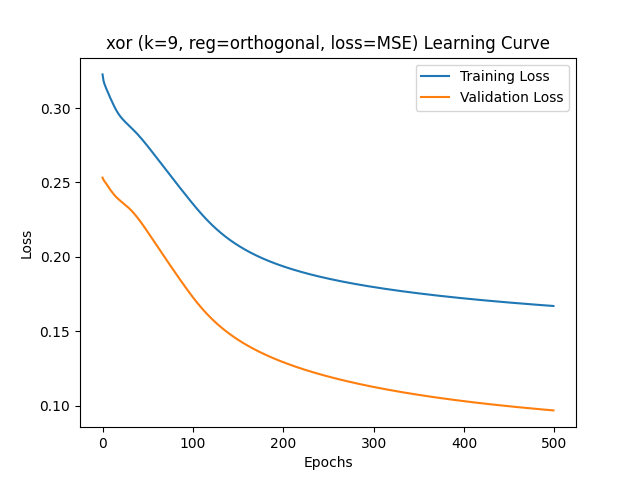 xor (k=9, reg=orthogonal, loss=MSE) Learning Curve
Training Loss
Validation Loss
0.30
0.25
0.20
0.15
0.10
Loss
0
100
200
300
400
500
Epochs